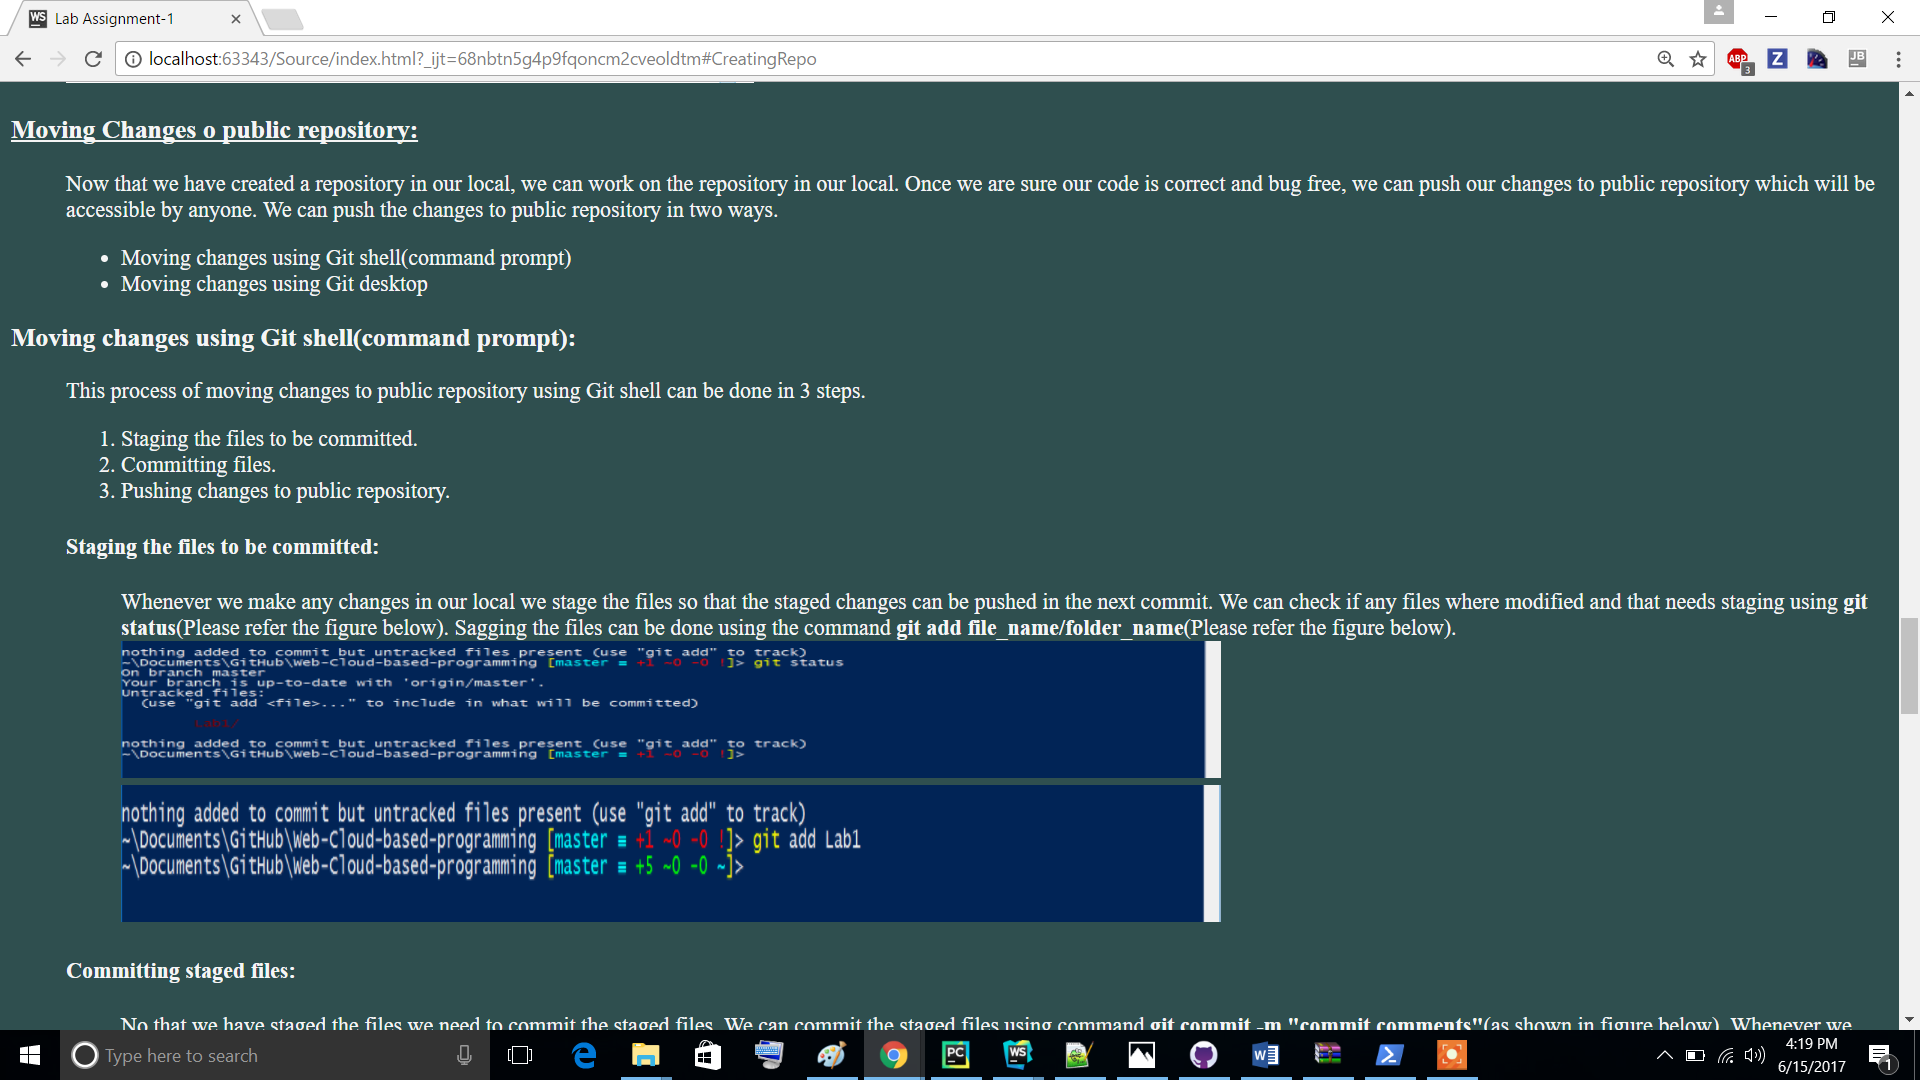 Lab Assignment-1
localhost:63343/Source/index.html?_ijt=68nbtn5g4p9fqoncm2cveoldtm#CreatingRepo
ABP
3
Z
JB
Moving Changes o public repository:
Now that we have created a repository in our local, we can work on the repository in our local. Once we are sure our code is correct and bug free, we can push our changes to public repository which will be
accessible by anyone. We can push the changes to public repository in two ways.
• Moving changes using Git shell(command prompt)
• Moving changes using Git desktop
Moving changes using Git shell(command prompt):
This process of moving changes to public repository using Git shell can be done in 3 steps.
1. Staging the files to be committed.
2. Committing files.
3. Pushing changes to public repository.
Staging the files to be committed:
Whenever we make any changes in our local we stage the files so that the staged changes can be pushed in the next commit. We can check if any files where modified and that needs staging using git
status(Please refer the figure below). Sagging the files can be done using the command git add file_name/folder_name(Please refer the figure below).
nothing added to commit but untracked files present (use "git add" to track)
~\Documents\GitHub\Web-Cloud-based-programming [master ≡ +1 ~0 -0 !]> git status
On branch master
Your branch is up-to-date with 'origin/master'.
Untracked files:
(use "git add <file>..." to include in what will be committed)
Lab1/
nothing added to commit but untracked files present (use "git add" to track)
~\Documents\GitHub\Web-Cloud-based-programming [master ≡ +1 ~0 -0 !]>
nothing added to commit but untracked files present (use "git add" to track)
~\Documents\GitHub\Web-Cloud-based-programming [master ≡ +1 ~0 -0 !]> git add Lab1
~\Documents\GitHub\Web-Cloud-based-programming [master ≡ +5 ~0 -0 ~]>
Committing staged files:
No that we have staged the files we need to commit the staged files. We can commit the staged files using command git commit -m "commit comments"(as shown in figure below). Whenever we
Type here to search
PC
WS
4:19 PM
6/15/2017
1